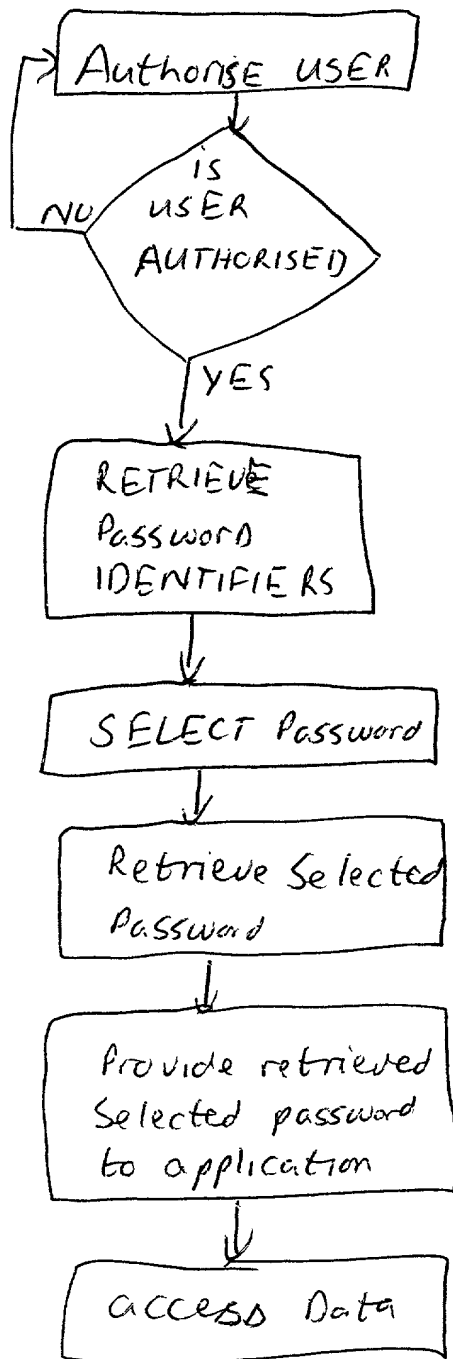 Authorise USER
is
USER
AUTHORISED
NO
YES
RETRIEVE
Password
IDENTIFIERS
SELECT Password
Retrieve Selected
Password
Provide retrieved
Selected password
to application
access Data